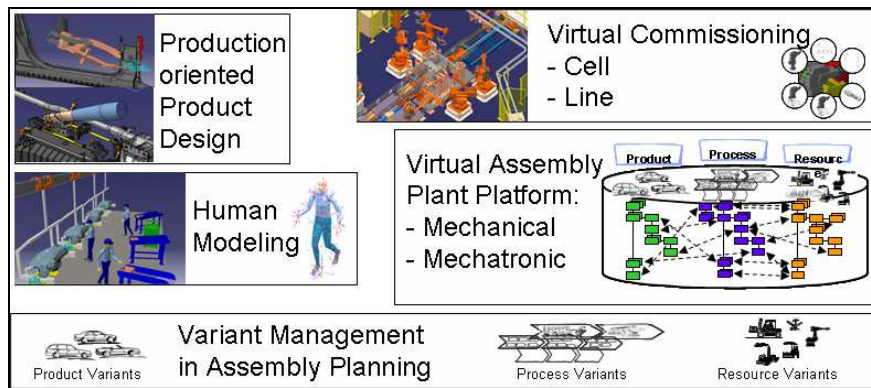 Production
oriented
Product
Design
Virtual Commissioning
- Cell
- Line
Human
Modeling
Virtual Assembly
Plant Platform:
- Mechanical
- Mechatronic
Product
Process
Resourc
e
Variant Management
in Assembly Planning
Product Variants
Process Variants
Resource Variants